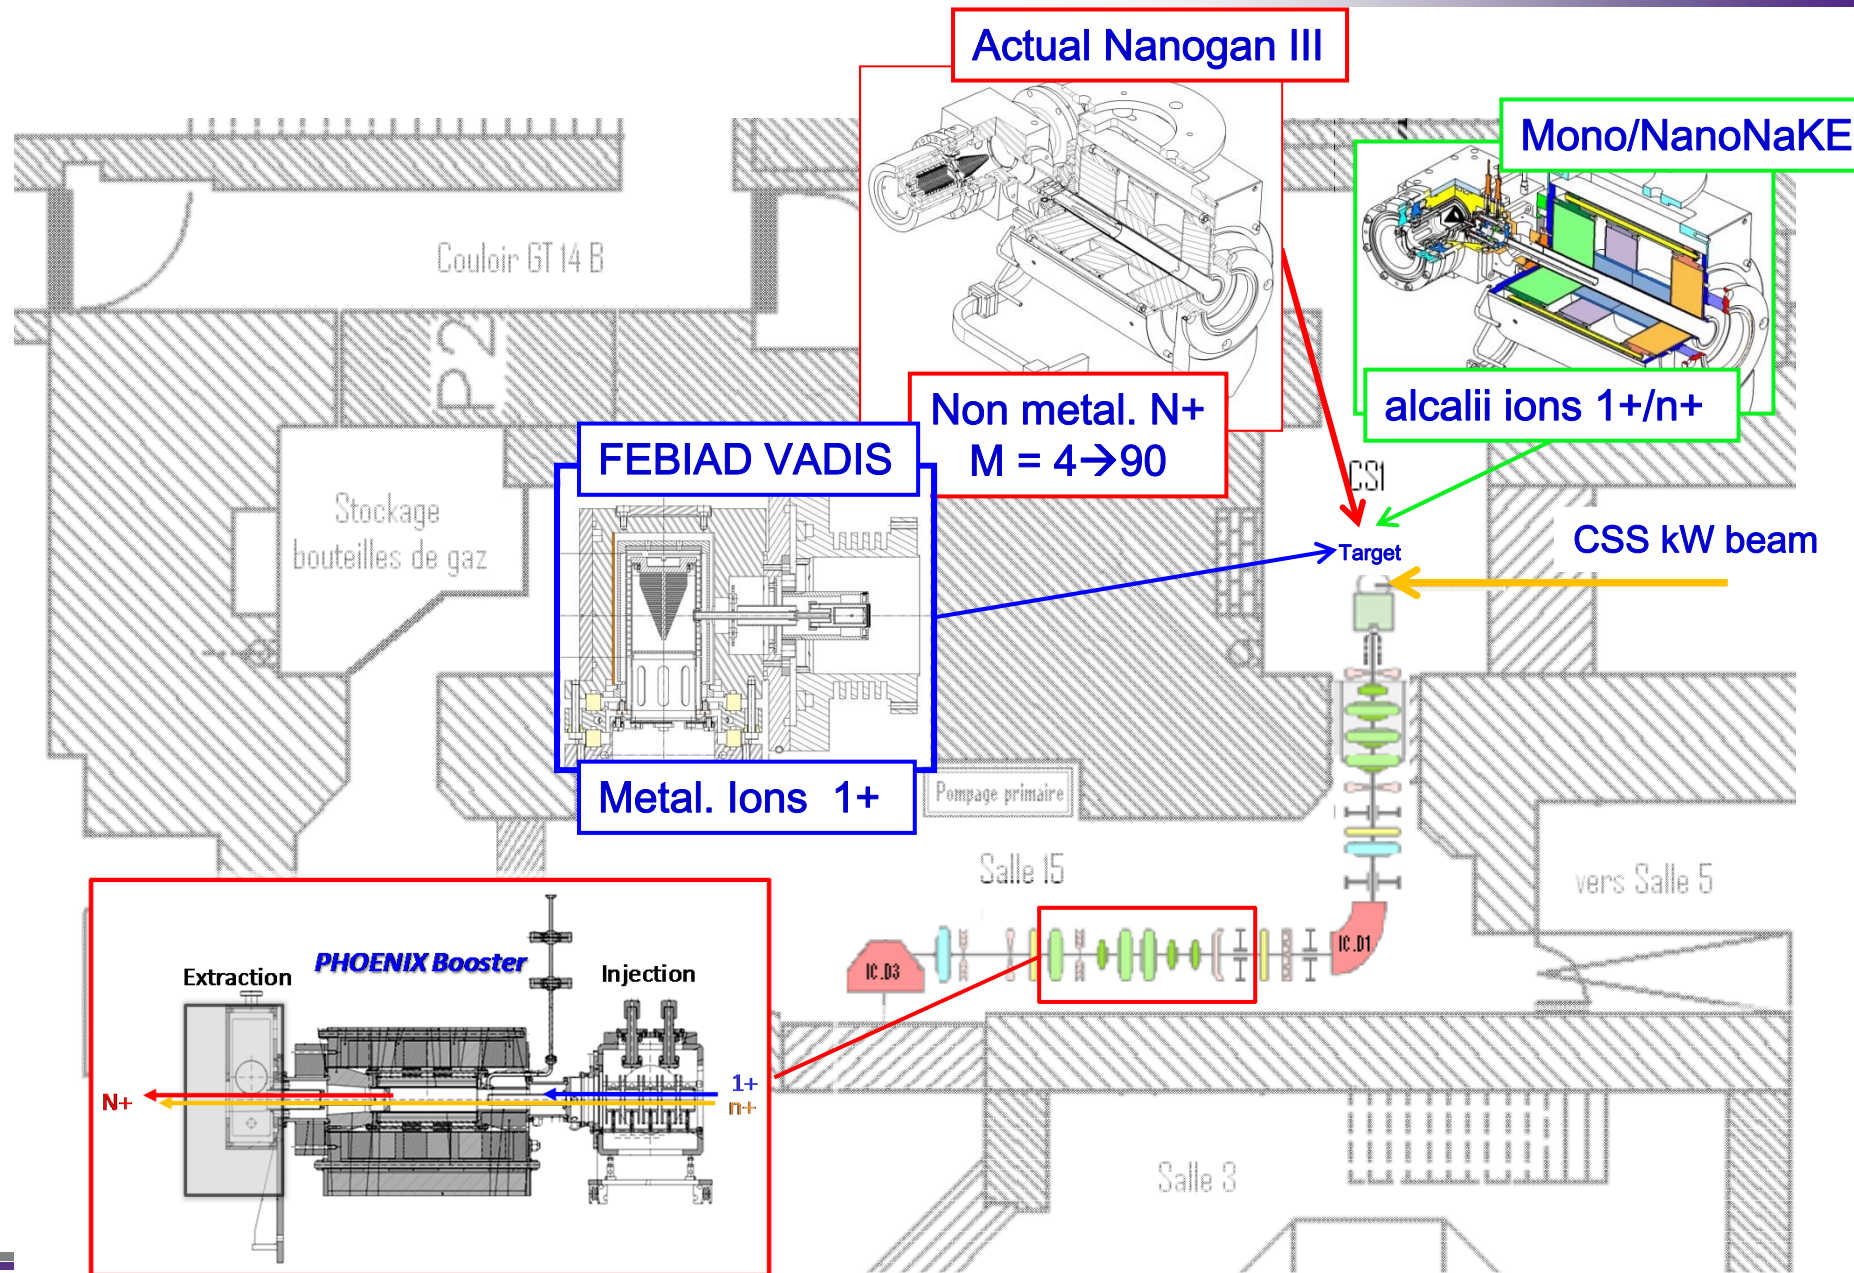 Actual Nanogan III
Mono/NanoNaKE
Couloir GT 14 B
P2
Non metal. N+
M = 4→90
alcalii ions 1+/n+
FEBIAD VADIS
CS1
Stockage
bouteilles de gaz
Target
CSS kW beam
Metal. Ions 1+
Pompage primaire
Salle 15
vers Salle 5
IC.D1
IC.D3
PHOENIX Booster
Extraction
Injection
1+
N+
n+
Salle 3